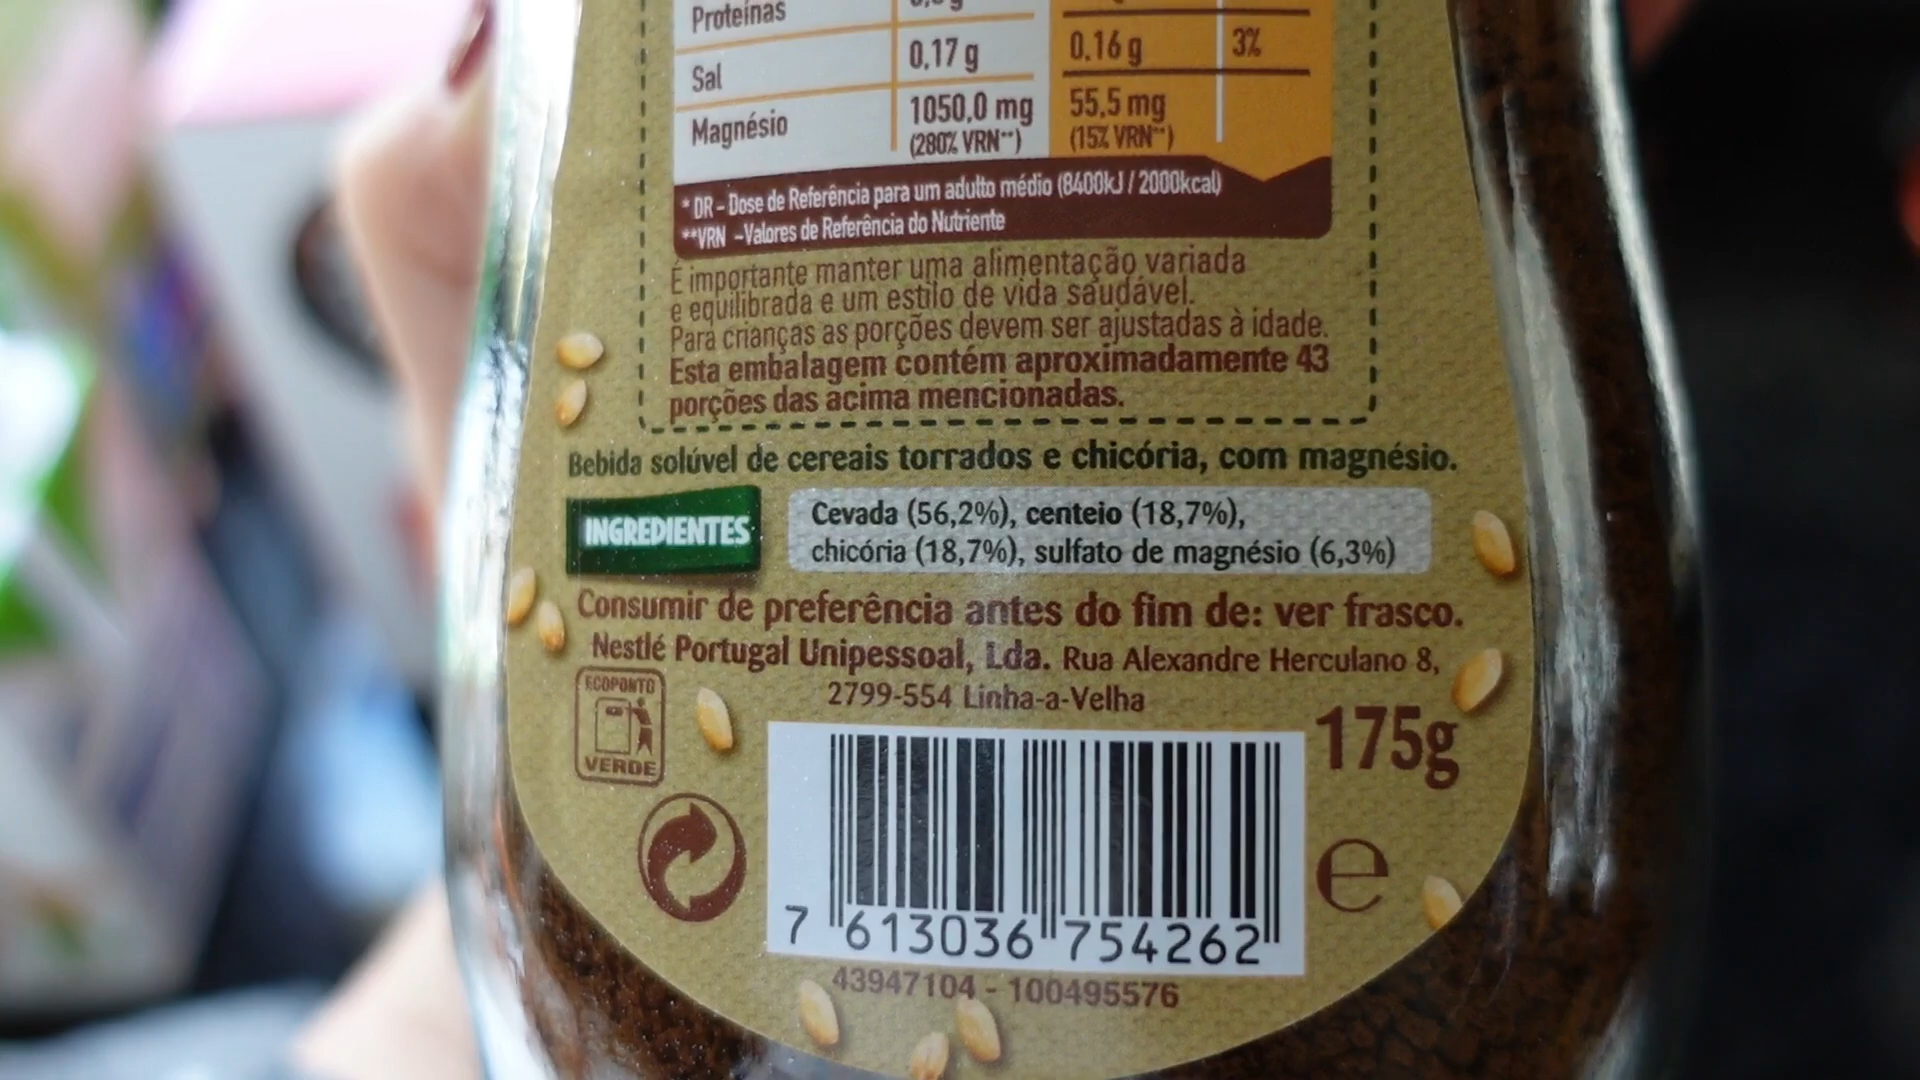 Proteínas
Sal 0,17 g 0.16 g 3%
Magnésio 1050,0 mg 55,5 mg
(280% VRN**) (15% VRN**)
* DR - Dose de Referência para um adulto médio (8400kJ / 2000kcal)
**VRN -Valores de Referência do Nutriente
É importante manter uma alimentação variada
e equilibrada e um estilo de vida saudável.
Para crianças as porções devem ser ajustadas à idade.
Esta embalagem contém aproximadamente 43
porções das acima mencionadas.
Bebida solúvel de cereais torrados e chicória, com magnésio.
INGREDIENTES
Cevada (56,2%), centeio (18,7%),
chicória (18,7%), sulfato de magnésio (6,3%)
Consumir de preferência antes do fim de: ver frasco.
Nestlé Portugal Unipessoal, Lda. Rua Alexandre Herculano 8,
2799-554 Linha-a-Velha
ECOPONTO
VERDE
175g
e
7 613036 754262
43947104 - 100495576